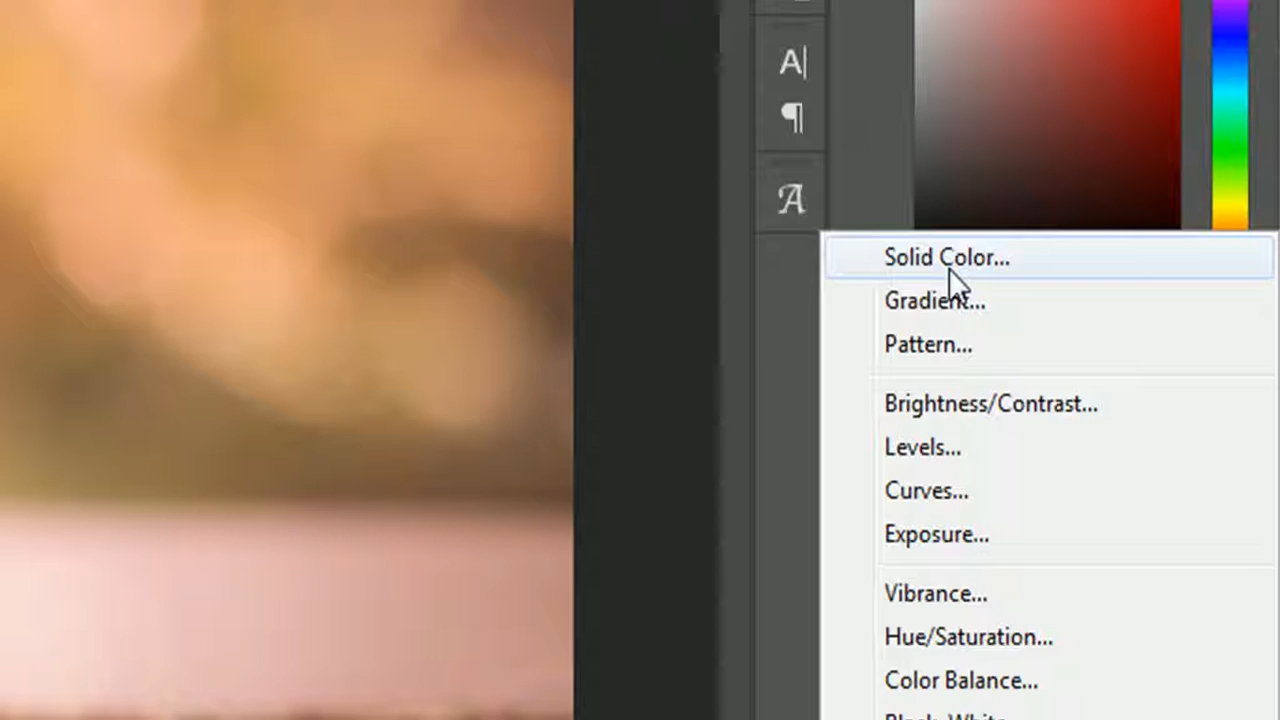 A|
¶
A
Solid Color...
Gradient...
Pattern...
Brightness/Contrast...
Levels...
Curves...
Exposure...
Vibrance...
Hue/Saturation...
Color Balance...